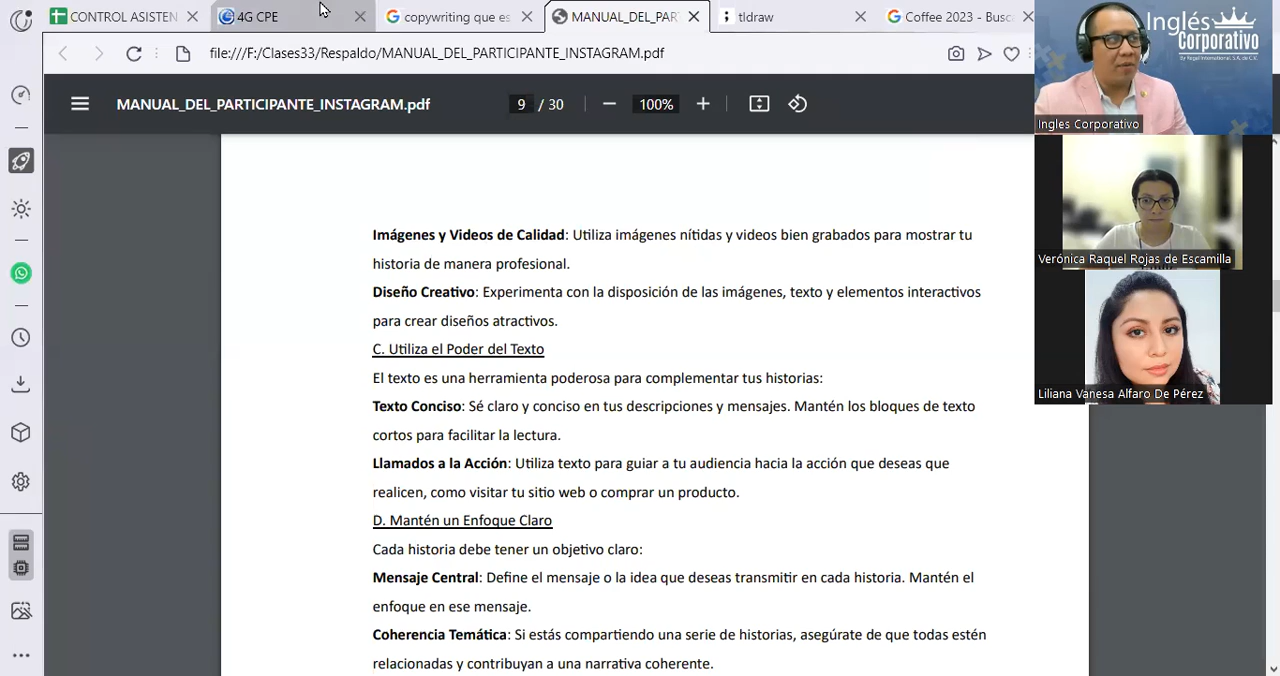 CONTROL ASISTEN
4G CPE
copywriting que es
MANUAL_DEL_PAR
tldraw
Coffee 2023 - Busc
file:///F:/Clases33/Respaldo/MANUAL_DEL_PARTICIPANTE_INSTAGRAM.pdf
MANUAL_DEL_PARTICIPANTE_INSTAGRAM.pdf
9 / 30
100%
Inglés
Corporativo
By Regal International, S.A. de C.V.
Ingles Corporativo
Verónica Raquel Rojas de Escamilla
Liliana Vanesa Alfaro De Pérez
Imágenes y Videos de Calidad: Utiliza imágenes nítidas y videos bien grabados para mostrar tu
historia de manera profesional.
Diseño Creativo: Experimenta con la disposición de las imágenes, texto y elementos interactivos
para crear diseños atractivos.
C. Utiliza el Poder del Texto
El texto es una herramienta poderosa para complementar tus historias:
Texto Conciso: Sé claro y conciso en tus descripciones y mensajes. Mantén los bloques de texto
cortos para facilitar la lectura.
Llamados a la Acción: Utiliza texto para guiar a tu audiencia hacia la acción que deseas que
realicen, como visitar tu sitio web o comprar un producto.
D. Mantén un Enfoque Claro
Cada historia debe tener un objetivo claro:
Mensaje Central: Define el mensaje o la idea que deseas transmitir en cada historia. Mantén el
enfoque en ese mensaje.
Coherencia Temática: Si estás compartiendo una serie de historias, asegúrate de que todas estén
relacionadas y contribuyan a una narrativa coherente.